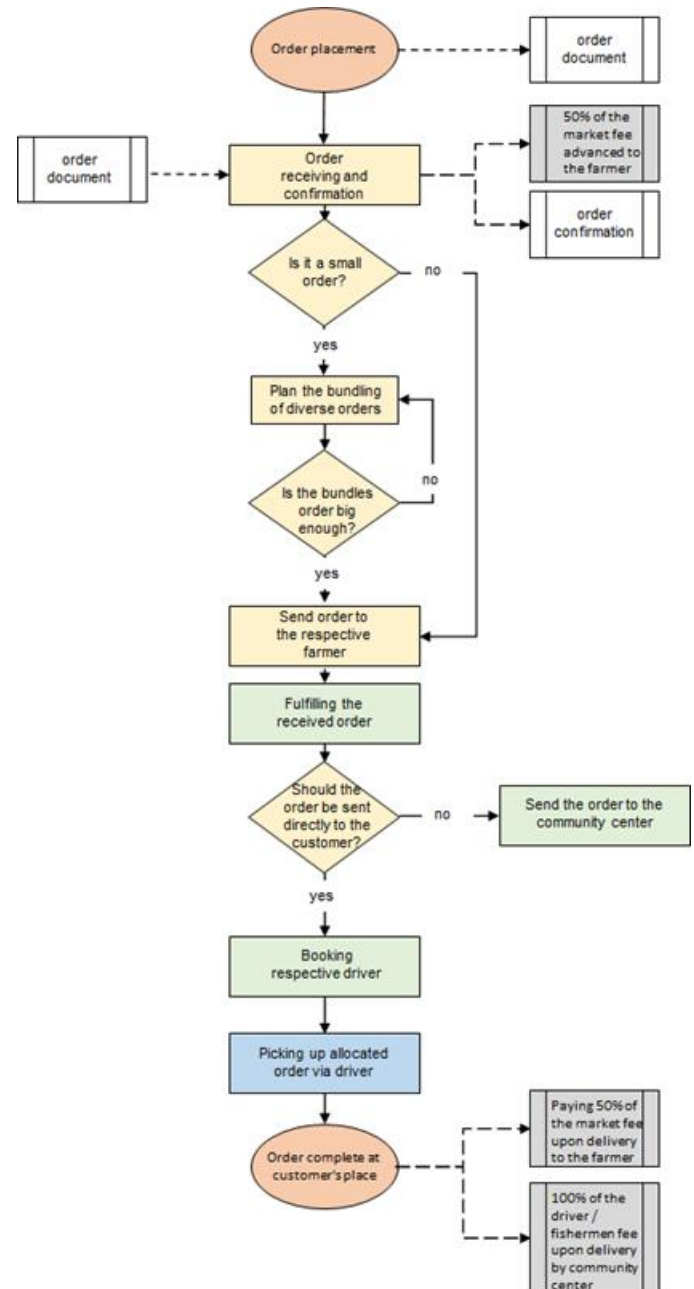 Order placement
order
document
50% of the
market fee
advanced to
the farmer
order
document
Order
receiving and
confirmation
order
confirmation
Is it a small
order?
no
yes
Plan the bundling
of diverse orders
no
Is the bundles
order big
enough?
yes
Send order to
the respective
farmer
Fulfilling the
received order
Should the
order be sent
directly to the
customer?
no
Send the order to the
community center
yes
Booking
respective driver
Picking up allocated
order via driver
Order complete at
customer's place
Paying 50% of
the market fee
upon delivery
to the farmer
100% of the
driver /
fishermen fee
upon delivery
by community
center